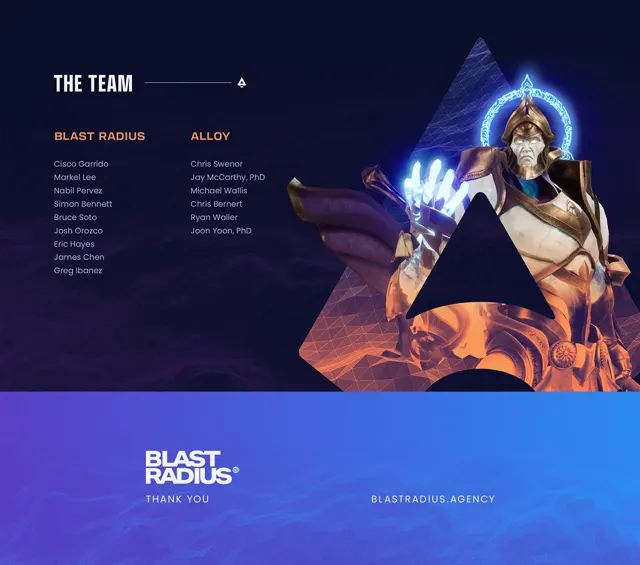 THE TEAM
BLAST RADIUS
Cisco Garrido
Markel Lee
Nabil Pervez
Simon Bennett
Bruce Soto
Josh Orozco
Eric Hayes
James Chen
Greg Ibanez
ALLOY
Chris Swenor
Jay McCarthy, PhD
Michael Wallis
Chris Bernert
Ryan Waller
Joon Yoon, PhD
BLAST
RADIUS
THANK YOU
BLASTRADIUS.AGENCY